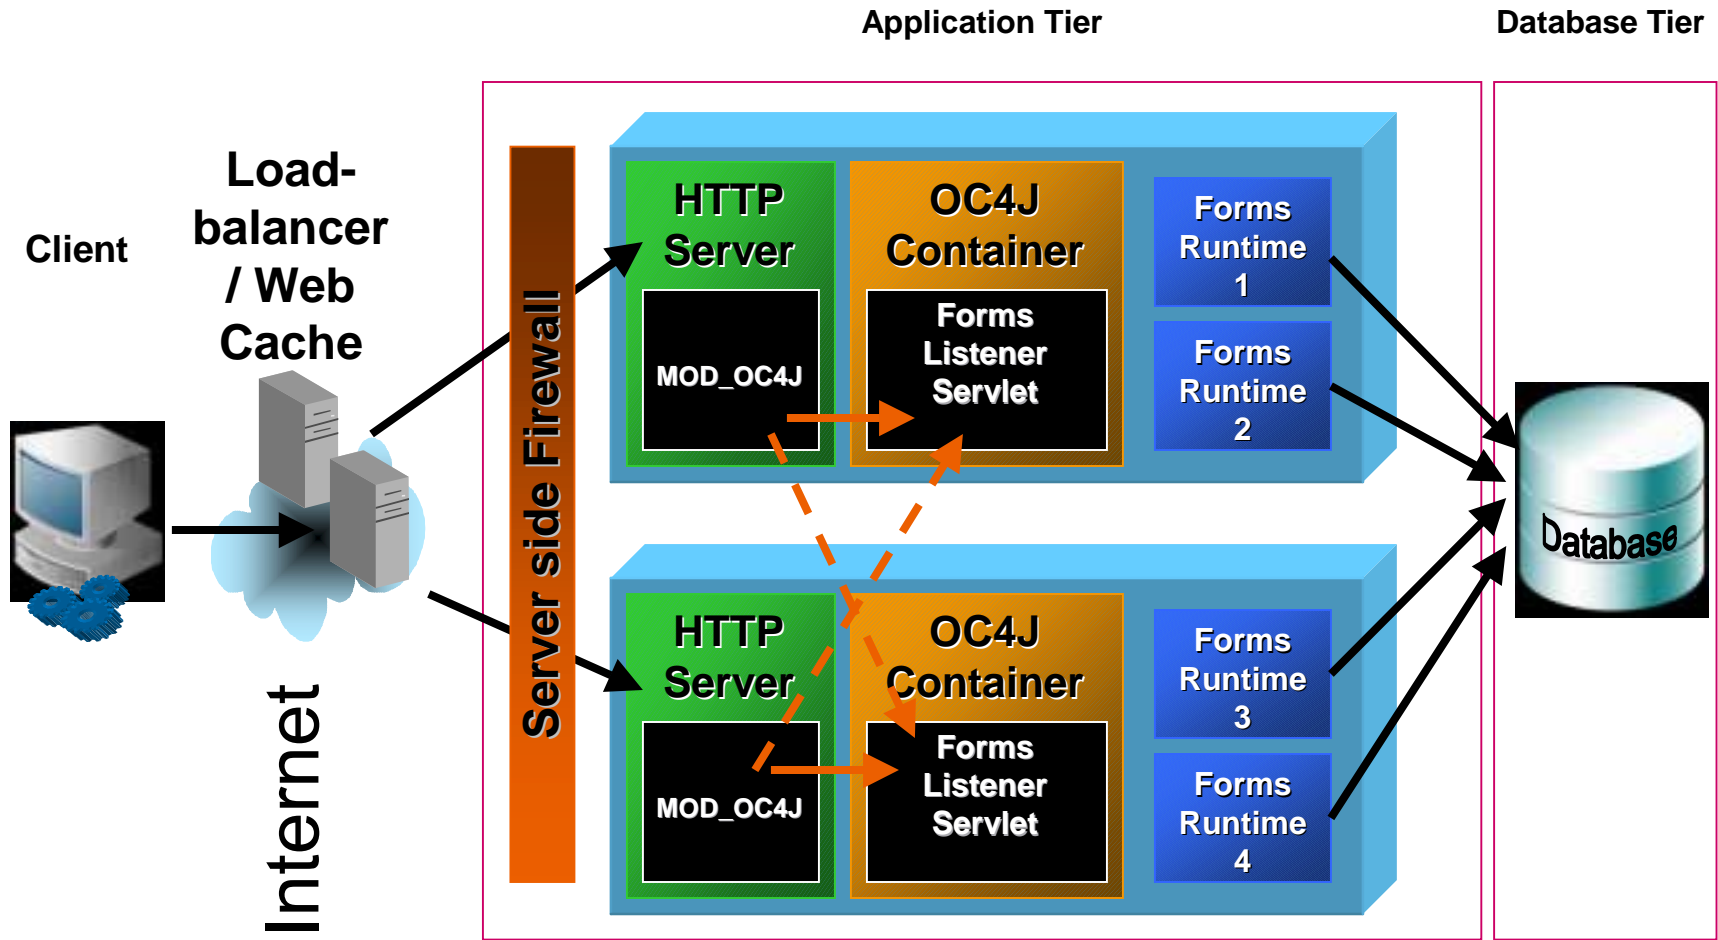 Application Tier
Database Tier
Client
Load-
balancer
/ Web
Cache
Internet
Server side Firewall
HTTP
Server
MOD_OC4J
OC4J
Container
Forms
Listener
Servlet
Forms
Runtime
1
Forms
Runtime
2
HTTP
Server
MOD_OC4J
OC4J
Container
Forms
Listener
Servlet
Forms
Runtime
3
Forms
Runtime
4
Database